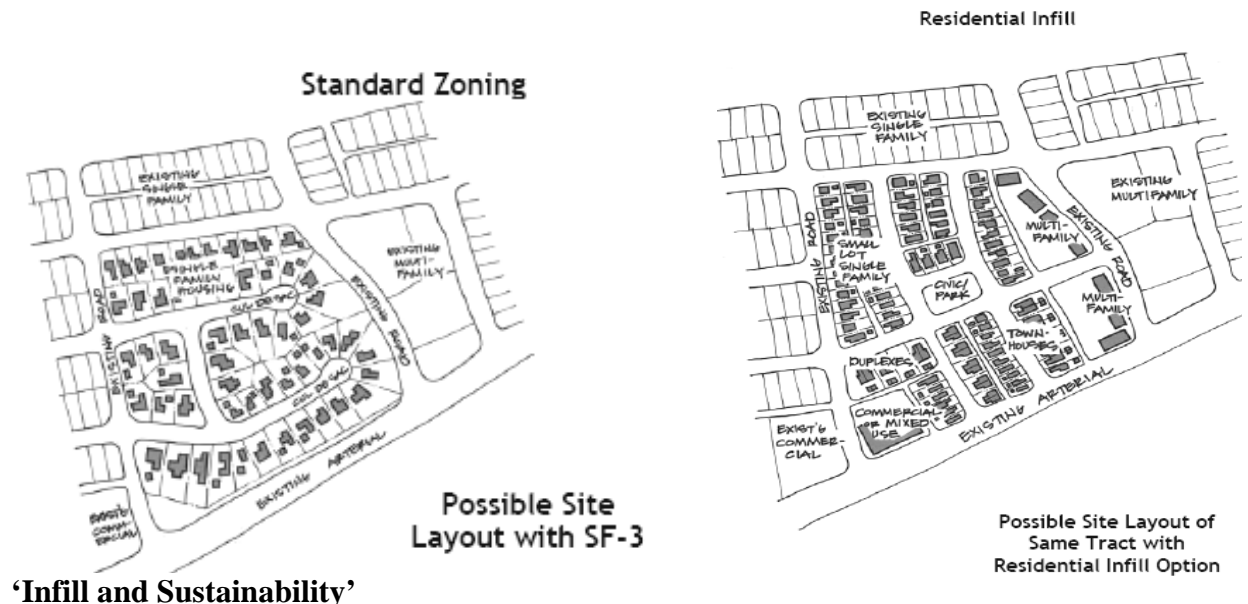 Standard Zoning
EXISTING
SINGLE
FAMILY
EXISTING
MULTI-
FAMILY
SINGLE
FAMILY
HOUSING
CUL DE SAC
EXISTING
ROAD
EXISTING
ROAD
CUL DE SAC
EXISTING ARTERIAL
EXIST'G
COMM-
ERCIAL
Possible Site
Layout with SF-3
Residential Infill
EXISTING
SINGLE
FAMILY
EXISTING
MULTIFAMILY
EXISTING
ROAD
SMALL
LOT
SINGLE
FAMILY
MULTI-
FAMILY
EXISTING
ROAD
CIVIC/
PARK
MULTI-
FAMILY
TOWN-
HOUSES
DUPLEXES
COMMERCIAL
OR MIXED
USE
EXIST'G
COMMER-
CIAL
EXISTING ARTERIAL
Possible Site Layout of
Same Tract with
Residential Infill Option
‘Infill and Sustainability’